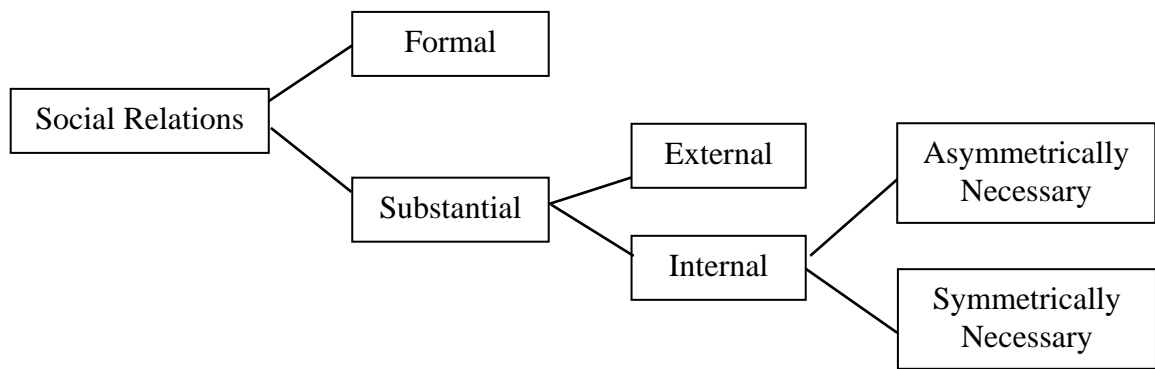 Formal
Social Relations
Substantial
External
Internal
Asymmetrically
Necessary
Symmetrically
Necessary